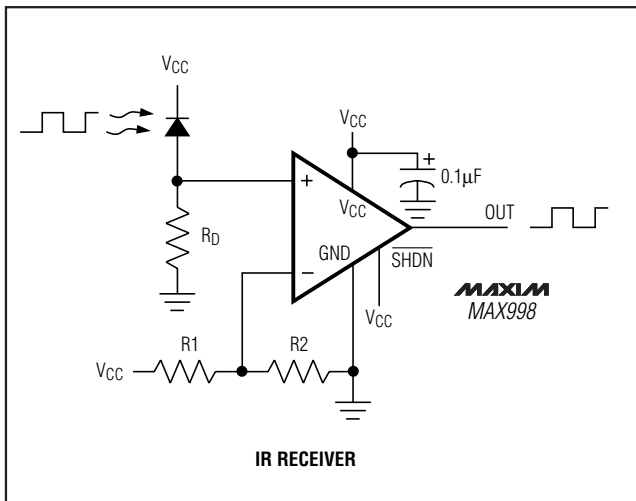 VCC
VCC
+
0.1µF
+
VCC
OUT
RD
GND
SHDN
−
MAXIM
MAX998
VCC
R1
R2
VCC
IR RECEIVER